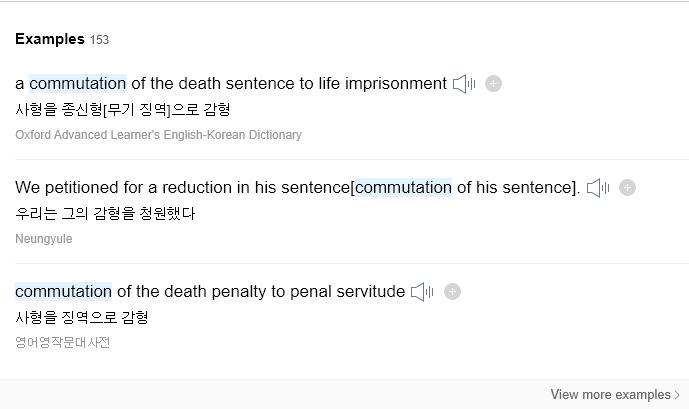 Examples 153
a commutation of the death sentence to life imprisonment
사형을 종신형[무기 징역]으로 감형
Oxford Advanced Learner's English-Korean Dictionary
We petitioned for a reduction in his sentence[commutation of his sentence].
우리는 그의 감형을 청원했다
Neungyule
commutation of the death penalty to penal servitude
사형을 징역으로 감형
영어영작문대사전
View more examples